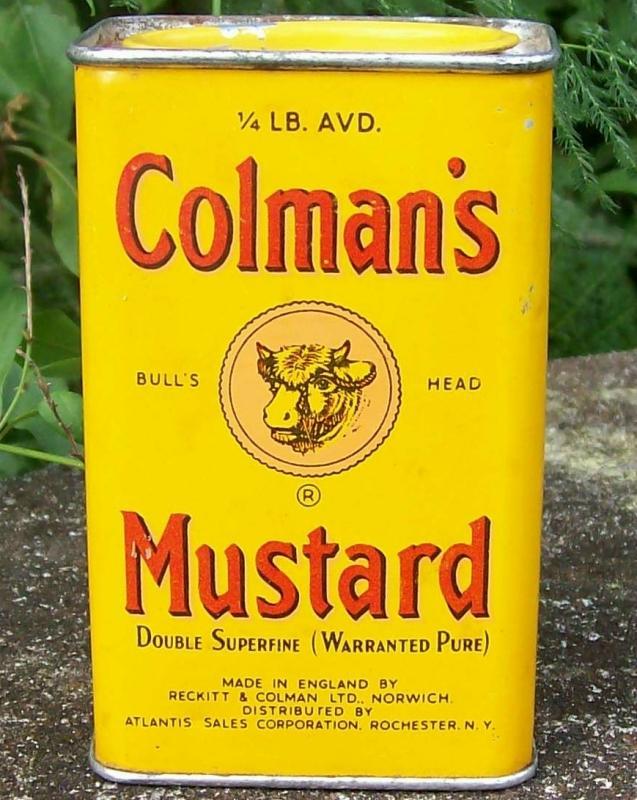 ¼ LB. AVD.
Colman's
BULL'S HEAD
®
Mustard
DOUBLE SUPERFINE (WARRANTED PURE)
MADE IN ENGLAND BY
RECKITT & COLMAN LTD., NORWICH.
DISTRIBUTED BY
ATLANTIS SALES CORPORATION, ROCHESTER. N.Y.